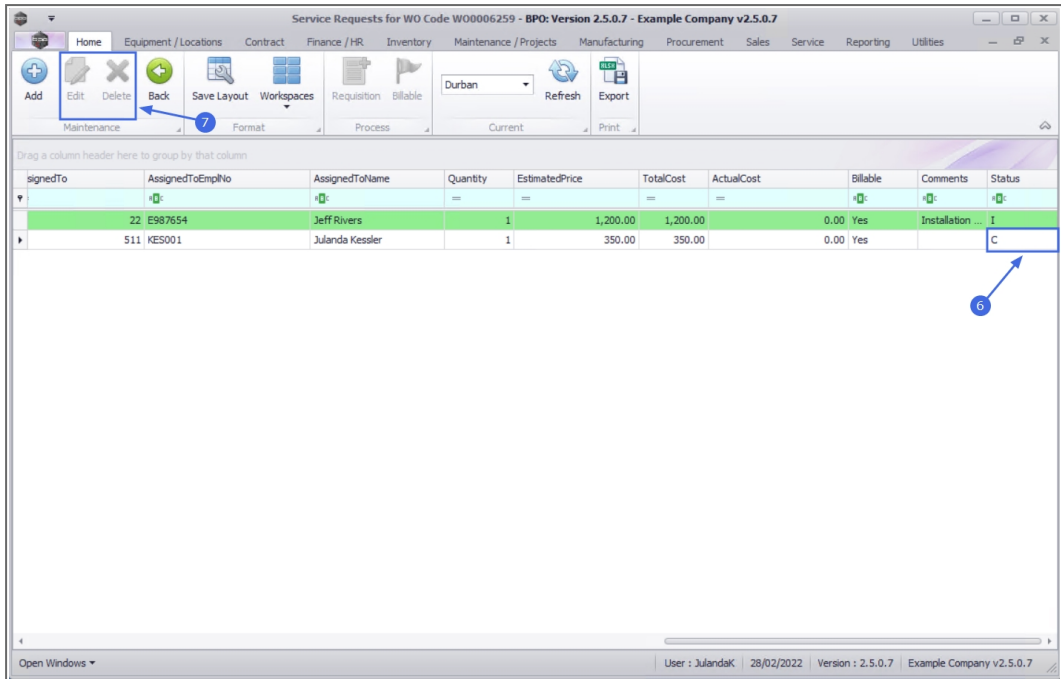 Service Requests for WO Code WO0006259 - BPO: Version 2.5.0.7 - Example Company v2.5.0.7
Home Equipment / Locations Contract Finance / HR Inventory Maintenance / Projects Manufacturing Procurement Sales Service Reporting Utilities
Add Edit Delete Back Save Layout Workspaces Requisition Billable Durban Refresh Export
Maintenance Format Process Current Print
7
Drag a column header here to group by that column
signedTo AssignedToEmplNo AssignedToName Quantity EstimatedPrice TotalCost ActualCost Billable Comments Status
= = = =
22 E987654 Jeff Rivers 1 1,200.00 1,200.00 0.00 Yes Installation ... I
511 KES001 Julanda Kessler 1 350.00 350.00 0.00 Yes C
6
Open Windows User : JulandaK 28/02/2022 Version : 2.5.0.7 Example Company v2.5.0.7